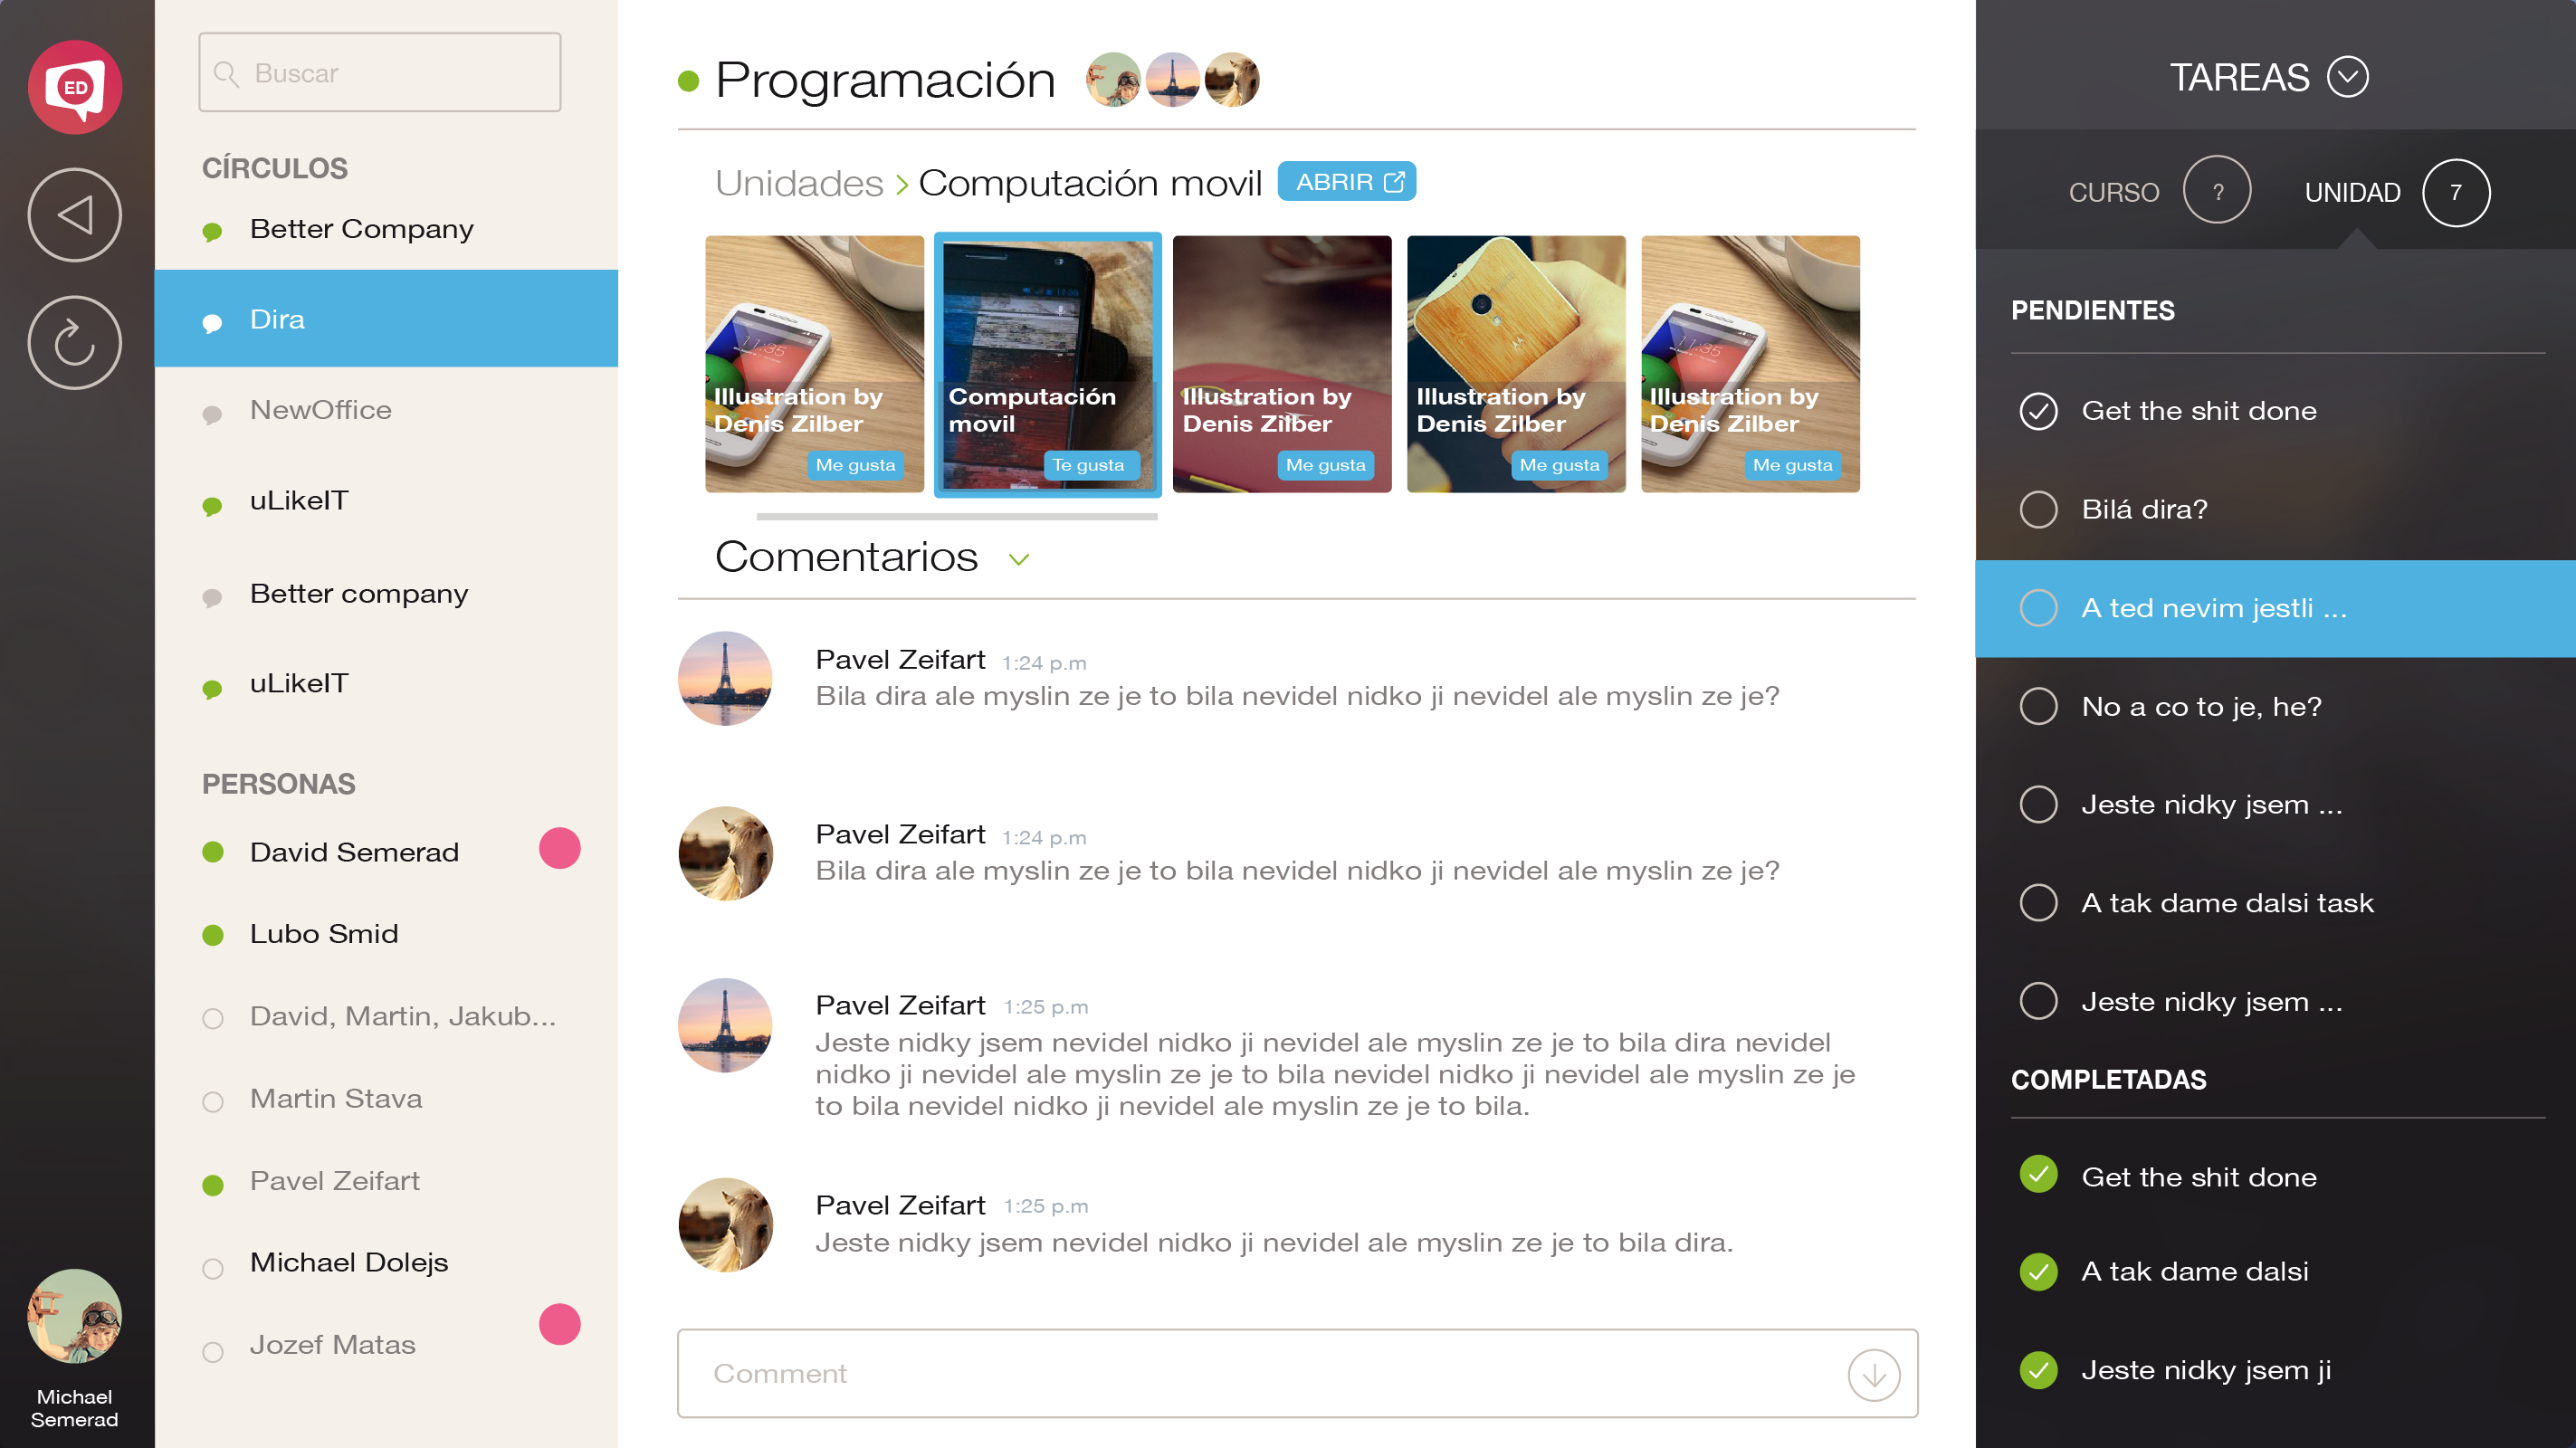 ED
Michael
Semerad
Buscar
CÍRCULOS
Better Company
Dira
NewOffice
uLikeIT
Better company
uLikeIT
PERSONAS
David Semerad
Lubo Smid
David, Martin, Jakub...
Martin Stava
Pavel Zeifart
Michael Dolejs
Jozef Matas
Programación
Unidades > Computación movil ABRIR
11:35
Illustration by
Denis Zilber
Me gusta
Computación
movil
Te gusta
Illustration by
Denis Zilber
Me gusta
Illustration by
Denis Zilber
Me gusta
11:35
Illustration by
Denis Zilber
Me gusta
Comentarios
Pavel Zeifart 1:24 p.m
Bila dira ale myslin ze je to bila nevidel nidko ji nevidel ale myslin ze je?
Pavel Zeifart 1:24 p.m
Bila dira ale myslin ze je to bila nevidel nidko ji nevidel ale myslin ze je?
Pavel Zeifart 1:25 p.m
Jeste nidky jsem nevidel nidko ji nevidel ale myslin ze je to bila dira nevidel
nidko ji nevidel ale myslin ze je to bila nevidel nidko ji nevidel ale myslin ze je
to bila nevidel nidko ji nevidel ale myslin ze je to bila.
Pavel Zeifart 1:25 p.m
Jeste nidky jsem nevidel nidko ji nevidel ale myslin ze je to bila dira.
Comment
TAREAS
CURSO ? UNIDAD 7
PENDIENTES
Get the shit done
Bilá dira?
A ted nevim jestli ...
No a co to je, he?
Jeste nidky jsem ...
A tak dame dalsi task
Jeste nidky jsem ...
COMPLETADAS
Get the shit done
A tak dame dalsi
Jeste nidky jsem ji